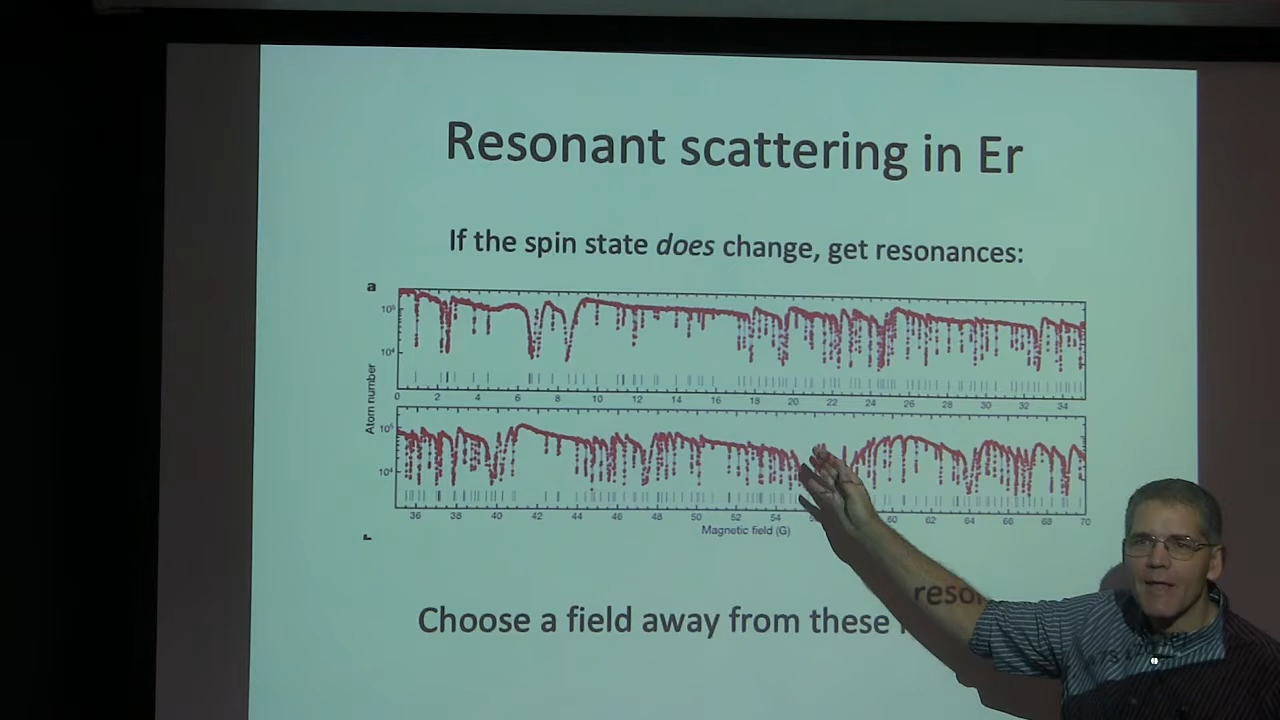 Resonant scattering in Er
If the spin state does change, get resonances:
a
10⁵
10⁴
0 2 4 6 8 10 12 14 16 18 20 22 24 26 28 30 32 34
Atom number
10⁵
10⁴
36 38 40 42 44 46 48 50 52 54 60 62 64 66 68 70
Magnetic field (G)
Choose a field away from these